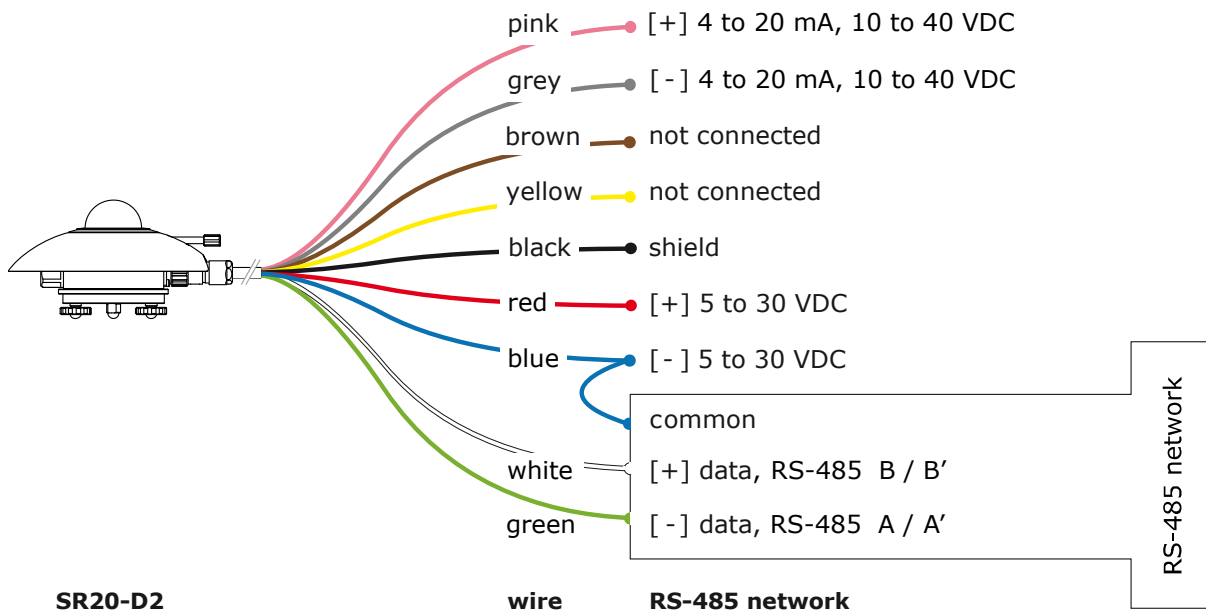 pink [+] 4 to 20 mA, 10 to 40 VDC
grey [-] 4 to 20 mA, 10 to 40 VDC
brown not connected
yellow not connected
black shield
red [+] 5 to 30 VDC
blue [-] 5 to 30 VDC
common
white [+] data, RS-485 B / B’
green [-] data, RS-485 A / A’
RS-485 network
SR20-D2 wire RS-485 network